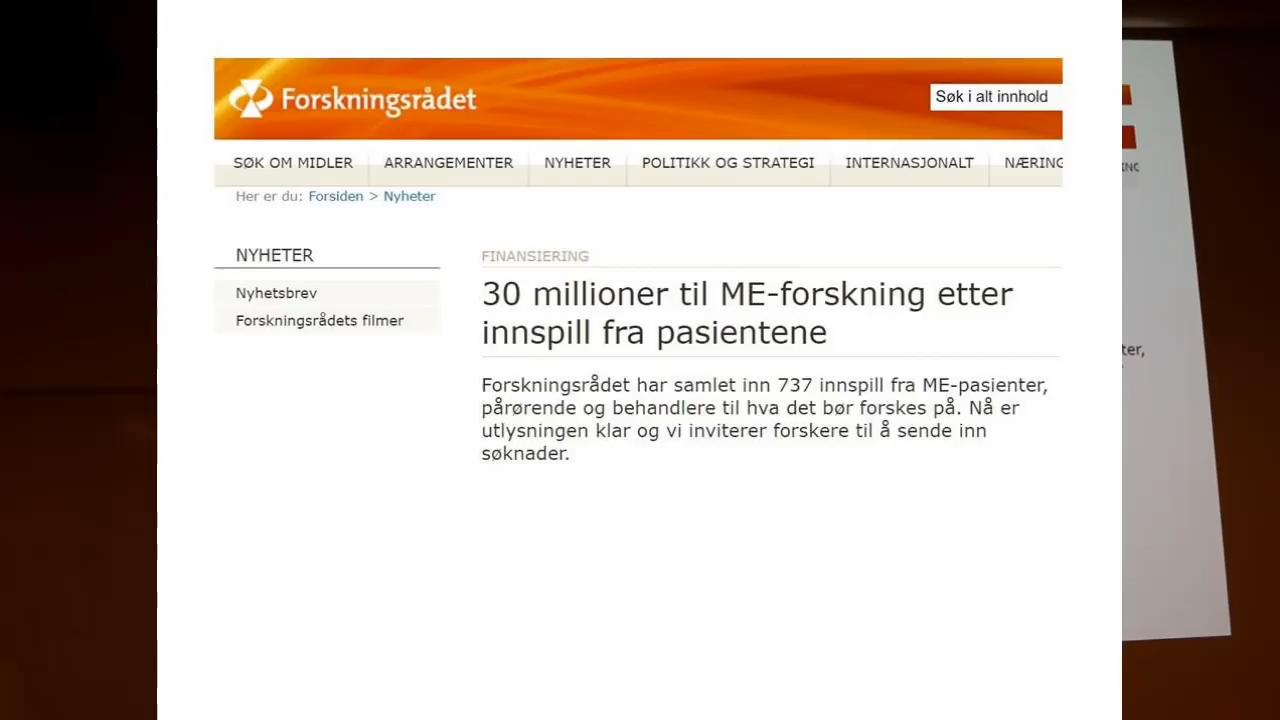 Forskningsrådet
Søk i alt innhold
SØK OM MIDLER ARRANGEMENTER NYHETER POLITIKK OG STRATEGI INTERNASJONALT NÆRING
Her er du: Forsiden > Nyheter
NYHETER
Nyhetsbrev
Forskningsrådets filmer
FINANSIERING
30 millioner til ME-forskning etter
innspill fra pasientene
Forskningsrådet har samlet inn 737 innspill fra ME-pasienter,
pårørende og behandlere til hva det bør forskes på. Nå er
utlysningen klar og vi inviterer forskere til å sende inn
søknader.
ter,